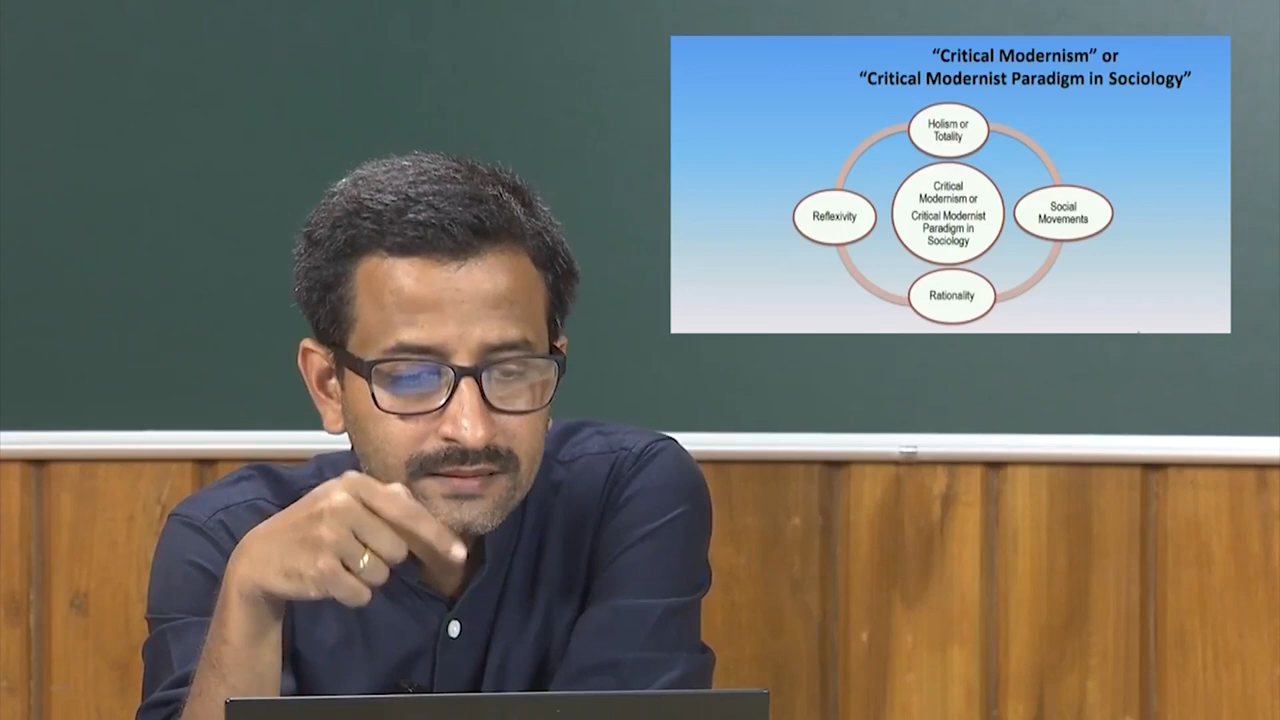 “Critical Modernism” or
“Critical Modernist Paradigm in Sociology”
Holism or
Totality
Critical
Modernism or
Critical Modernist
Paradigm in
Sociology
Reflexivity
Social
Movements
Rationality